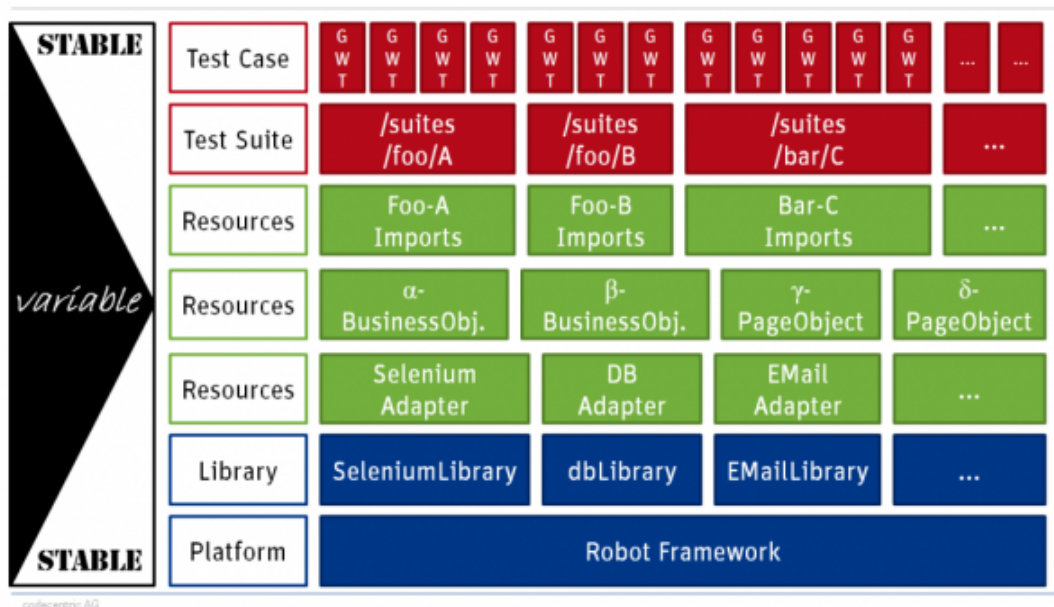 STABLE
Test Case
G W T
G W T
G W T
G W T
G W T
G W T
G W T
G W T
G W T
G W T
G W T
G W T
...
...
Test Suite
/suites
/foo/A
/suites
/foo/B
/suites
/bar/C
...
Resources
Foo-A
Imports
Foo-B
Imports
Bar-C
Imports
...
variable
Resources
α-
BusinessObj.
β-
BusinessObj.
γ-
PageObject
δ-
PageObject
Resources
Selenium
Adapter
DB
Adapter
EMail
Adapter
...
Library
SeleniumLibrary
dbLibrary
EMailLibrary
...
STABLE
Platform
Robot Framework
codecentric AG